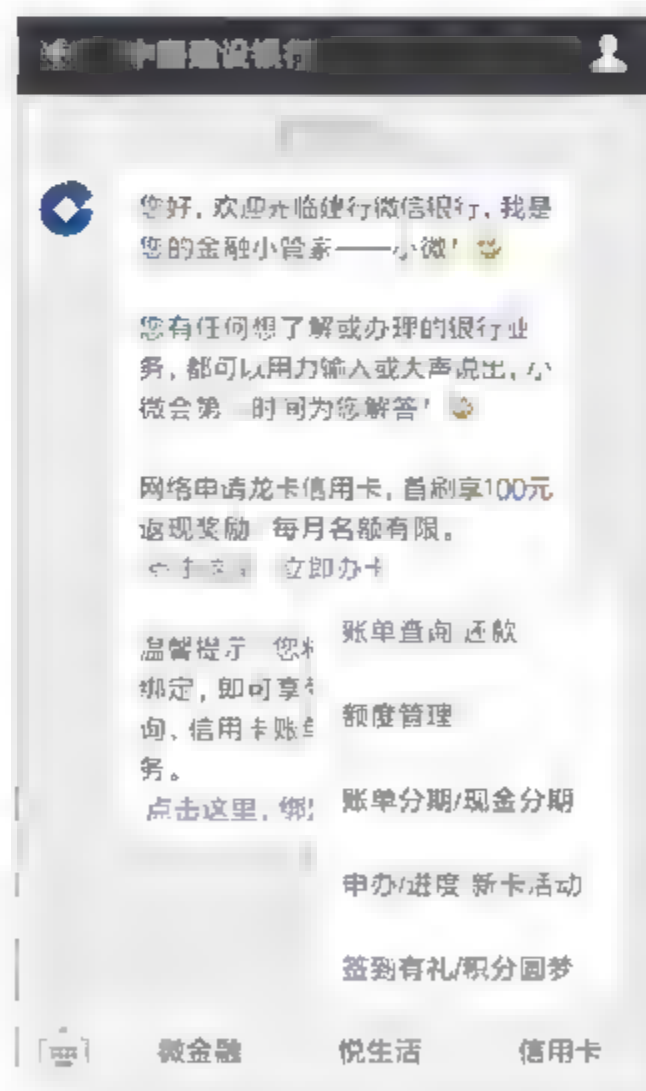 中国建设银行
您好，欢迎光临建行微信银行，我是
您的金融小管家——小微！
您有任何想了解或办理的银行业
务，都可以用力输入或大声说出，小
微会第一时间为您解答！
网络申请龙卡信用卡，首刷享100元
返现奖励 每月名额有限。
立即办卡
温馨提示 您
绑定，即可享
询、信用卡账单
务。
点击这里，绑
账单查询 还款
额度管理
账单分期/现金分期
申办/进度 新卡活动
签到有礼/积分圆梦
微金融
悦生活
信用卡